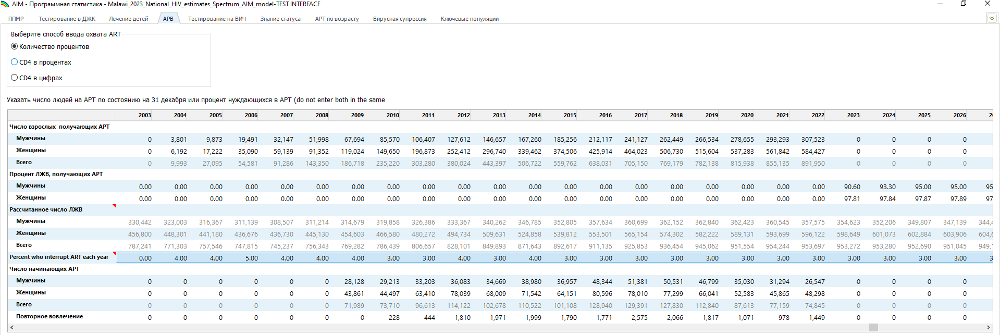 AIM - Программная статистика - Malawi_2023_National_HIV_estimates_Spectrum_AIM_model-TEST INTERFACE
ППМР Тестирование в ДЖК Лечение детей АРВ Тестирование на ВИЧ Знание статуса АРТ по возрасту Вирусная супрессия Ключевые популяции
Выберите способ ввода охвата ART
Количество процентов
CD4 в процентах
CD4 в цифрах
Указать число людей на АРТ по состоянию на 31 декабря или процент нуждающихся в АРТ (do not enter both in the same
2003 2004 2005 2006 2007 2008 2009 2010 2011 2012 2013 2014 2015 2016 2017 2018 2019 2020 2021 2022 2023 2024 2025 2026 20
Число взрослых получающих АРТ
Мужчины 0 3,801 9,873 19,491 32,147 51,998 67,694 85,570 106,407 127,612 146,657 167,260 185,256 212,117 241,127 262,449 266,534 278,655 293,293 307,523 0 0 0 0
Женщины 0 6,192 17,222 35,090 59,139 91,352 119,024 149,650 196,873 252,412 296,740 339,462 374,506 425,914 464,023 506,730 515,604 537,283 561,842 584,427 0 0 0 0
Всего 0 9,993 27,095 54,581 91,286 143,350 186,718 235,220 303,280 380,024 443,397 506,722 559,762 638,031 705,150 769,179 782,138 815,938 855,135 891,950 0 0 0 0
Процент ЛЖВ, получающих АРТ
Мужчины 0.00 0.00 0.00 0.00 0.00 0.00 0.00 0.00 0.00 0.00 0.00 0.00 0.00 0.00 0.00 0.00 0.00 0.00 0.00 0.00 90.60 93.30 95.00 95.00 95
Женщины 0.00 0.00 0.00 0.00 0.00 0.00 0.00 0.00 0.00 0.00 0.00 0.00 0.00 0.00 0.00 0.00 0.00 0.00 0.00 0.00 97.81 97.84 97.87 97.89 97
Рассчитанное число ЛЖВ
Мужчины 330,442 323,003 316,367 311,139 308,507 311,214 314,679 319,858 326,386 333,367 340,262 346,785 352,805 357,634 360,699 362,152 362,840 362,423 360,545 357,575 354,623 352,206 349,807 347,139 344,4
Женщины 456,800 448,301 441,180 436,676 436,730 445,130 454,603 466,580 480,272 494,734 509,631 524,858 539,812 553,501 565,154 574,302 582,222 589,131 593,699 596,122 598,649 601,073 602,884 603,906 604,6
Всего 787,241 771,303 757,546 747,815 745,237 756,343 769,282 786,439 806,657 828,101 849,893 871,643 892,617 911,135 925,853 936,454 945,062 951,554 954,244 953,697 953,272 953,280 952,690 951,045 949,
Percent who interrupt ART each year 0.00 4.00 4.00 5.00 4.00 4.00 4.00 3.00 3.00 4.00 3.00 4.00 3.00 3.00 3.00 3.00 3.00 3.00 3.00 3.00 3.00 3.00 3.00 3.00 3
Число начинающих АРТ
Мужчины 0 0 0 0 0 0 28,128 29,213 33,203 36,083 34,669 38,980 36,957 48,344 51,381 50,531 46,799 35,030 31,294 26,547 0 0 0 0
Женщины 0 0 0 0 0 0 43,861 44,497 63,410 78,039 68,009 71,542 64,151 80,596 78,010 77,299 66,041 52,583 45,865 48,298 0 0 0 0
Всего 0 0 0 0 0 0 71,989 73,710 96,613 114,122 102,678 110,522 101,108 128,940 129,391 127,830 112,840 87,613 77,159 74,845 0 0 0 0
Повторное вовлечение 0 0 0 0 0 0 0 228 444 1,810 1,971 1,999 1,790 1,771 2,575 2,066 1,817 1,071 978 1,449 0 0 0 0